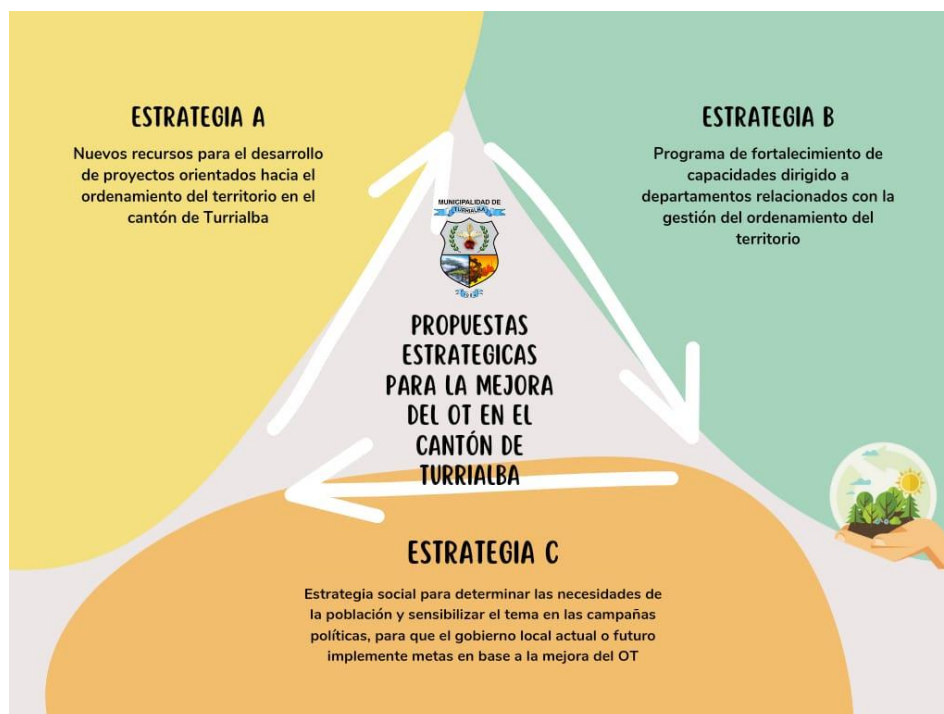 ESTRATEGIA A
Nuevos recursos para el desarrollo
de proyectos orientados hacia el
ordenamiento del territorio en el
cantón de Turrialba
ESTRATEGIA B
Programa de fortalecimiento de
capacidades dirigido a
departamentos relacionados con la
gestión del ordenamiento del
territorio
MUNICIPALIDAD DE
TURRIALBA
PROPUESTAS
ESTRATEGICAS
PARA LA MEJORA
DEL OT EN EL
CANTÓN DE
TURRIALBA
ESTRATEGIA C
Estrategia social para determinar las necesidades de
la población y sensibilizar el tema en las campañas
políticas, para que el gobierno local actual o futuro
implemente metas en base a la mejora del OT